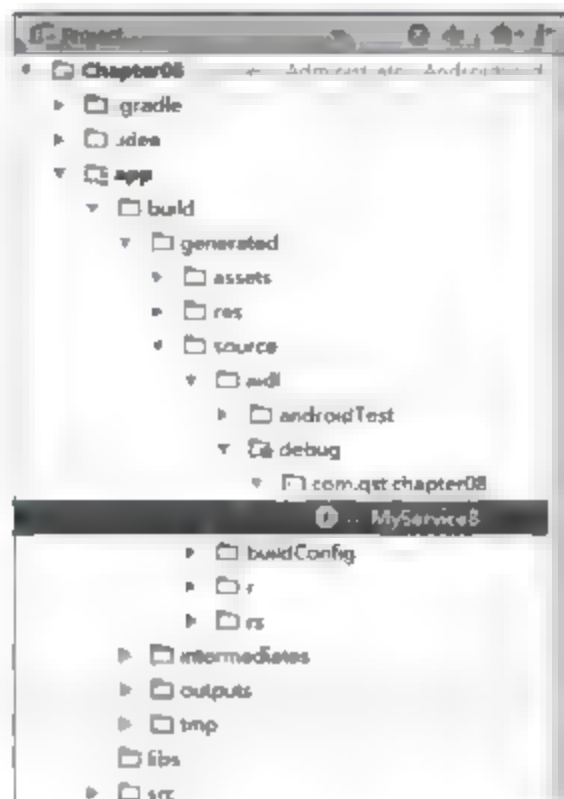 Project
Chapter08
.gradle
.idea
app
build
generated
assets
res
source
aidl
androidTest
debug
com.qst.chapter08
MyService8
buildConfig
r
rs
intermediates
outputs
tmp
libs
src